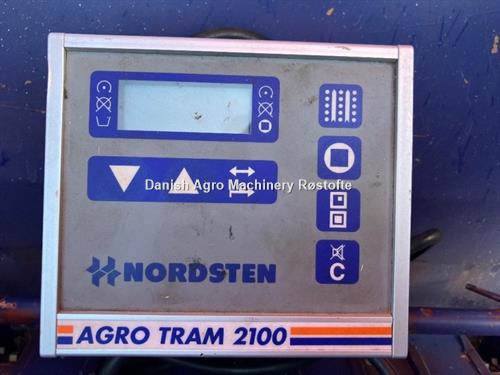 Danish Agro Machinery Røstofte
C
NORDSTEN
AGRO TRAM 2100